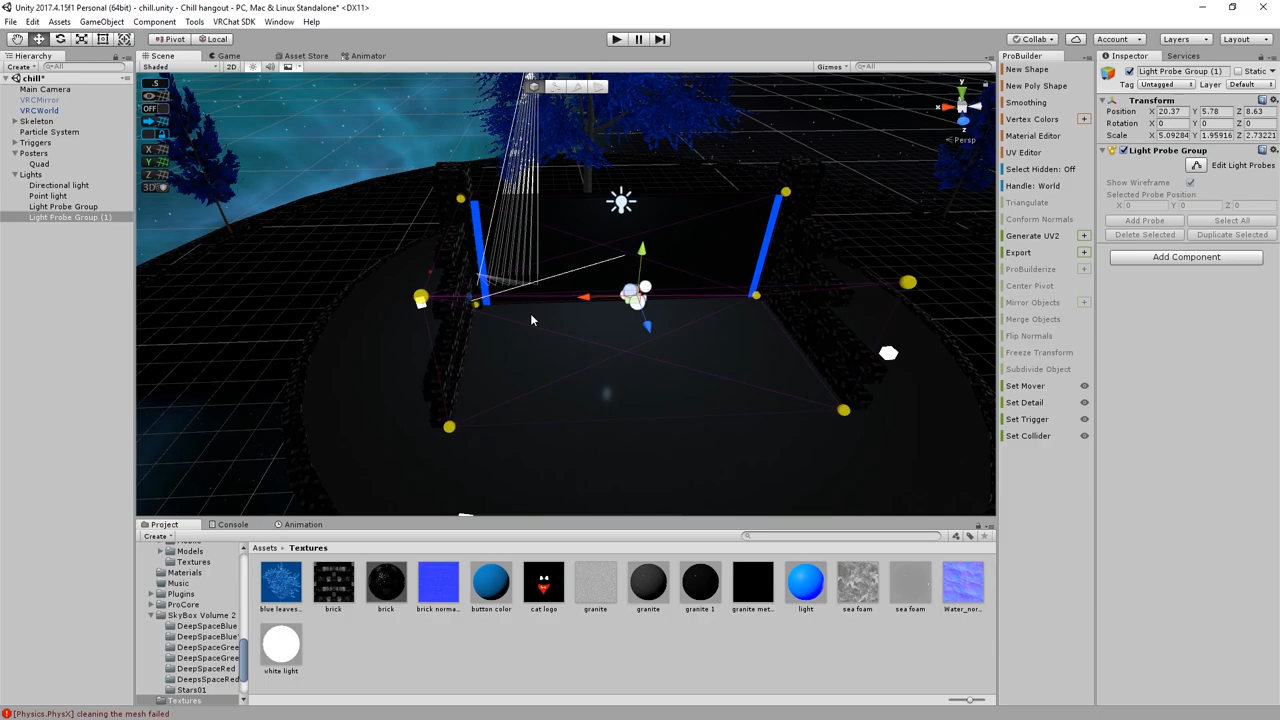 Unity 2017.4.15f1 Personal (64bit) - chill.unity - Chill hangout - PC, Mac & Linux Standalone* <DX11>
File Edit Assets GameObject Component Tools VRChat SDK Window Help
Pivot Local Collab Account Layers Layout
Hierarchy Scene Game Asset Store Animator ProBuilder Inspector Services
Create All Shaded 2D Gizmos All
chill*
Main Camera
VRCMirror
VRCWorld
Skeleton
Particle System
Triggers
Posters
Quad
Lights
Directional light
Point light
Light Probe Group
Light Probe Group (1)
.5
OFF
X
Y
Z
3D
y
x
z
Persp
New Shape
New Poly Shape
Smoothing
Vertex Colors
Material Editor
UV Editor
Select Hidden: Off
Handle: World
Triangulate
Conform Normals
Generate UV2
Export
ProBuilderize
Center Pivot
Mirror Objects
Merge Objects
Flip Normals
Freeze Transform
Subdivide Object
Set Mover
Set Detail
Set Trigger
Set Collider
Light Probe Group (1) Static
Tag Untagged Layer Default
Transform
Position X 20.37 Y 5.78 Z 8.63
Rotation X 0 Y 0 Z 0
Scale X 5.09284 Y 1.95916 Z 2.73221
Light Probe Group
Edit Light Probes
Show Wireframe
Selected Probe Position
X 0 Y 0 Z 0
Add Probe Select All
Delete Selected Duplicate Selected
Add Component
Project Console Animation
Create
Assets Textures
Models
Textures
Materials
Music
Plugins
ProCore
SkyBox Volume 2
DeepSpaceBlue
DeepSpaceBlue
DeepSpaceGree
DeepSpaceGree
DeepSpaceRed
DeepsSpaceRed
Stars01
Textures
blue leaves... brick brick brick norma... button color cat logo granite granite granite 1 granite met... light sea foam sea foam Water_nor...
white light
[Physics.PhysX] cleaning the mesh failed